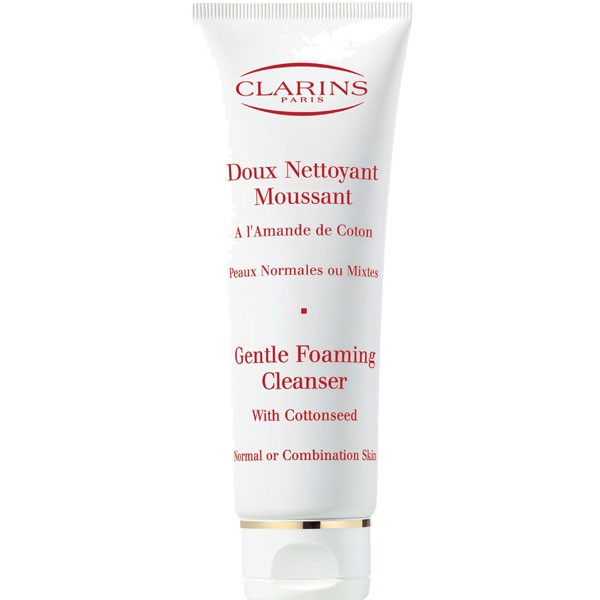 CLARINS
PARIS
Doux Nettoyant
Moussant
A l'Amande de Coton
Peaux Normales ou Mixtes
Gentle Foaming
Cleanser
With Cottonseed
Normal or Combination Skin